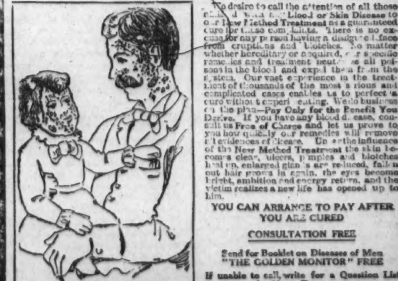 We desire to call the attention of all those
Blood or Skin Disease to
our New Method Treatment as a guaranteed
cure for these complaints. There is no ex-
cuse for any person having a disfigured face
from eruptions and blotches. No matter
whether hereditary or acquired, our specific
remedies and treatment neutralize all poi-
sons in the blood and expel them from the
system. Our vast experience in the treat-
ment of thousands of the most serious and
complicated cases enables us to perfect a
cure without experimenting. We do business
on the plan—Pay Only for the Benefit You
Derive. If you have any blood disease, con-
sult us Free of Charge and let us prove to
you how quickly our remedies will remove
all evidences of disease. Under the influence
of the New Method Treatment the skin be-
comes clear, ulcers, pimples and blotches
heal up, enlarged glands are reduced, fallen
out hair grows in again, the eyes become
bright, ambition and energy return, and the
victim realizes a new life has opened up to
him.
YOU CAN ARRANGE TO PAY AFTER
YOU ARE CURED
CONSULTATION FREE
Send for Booklet on Diseases of Men
"THE GOLDEN MONITOR" FREE
If unable to call, write for a Question List